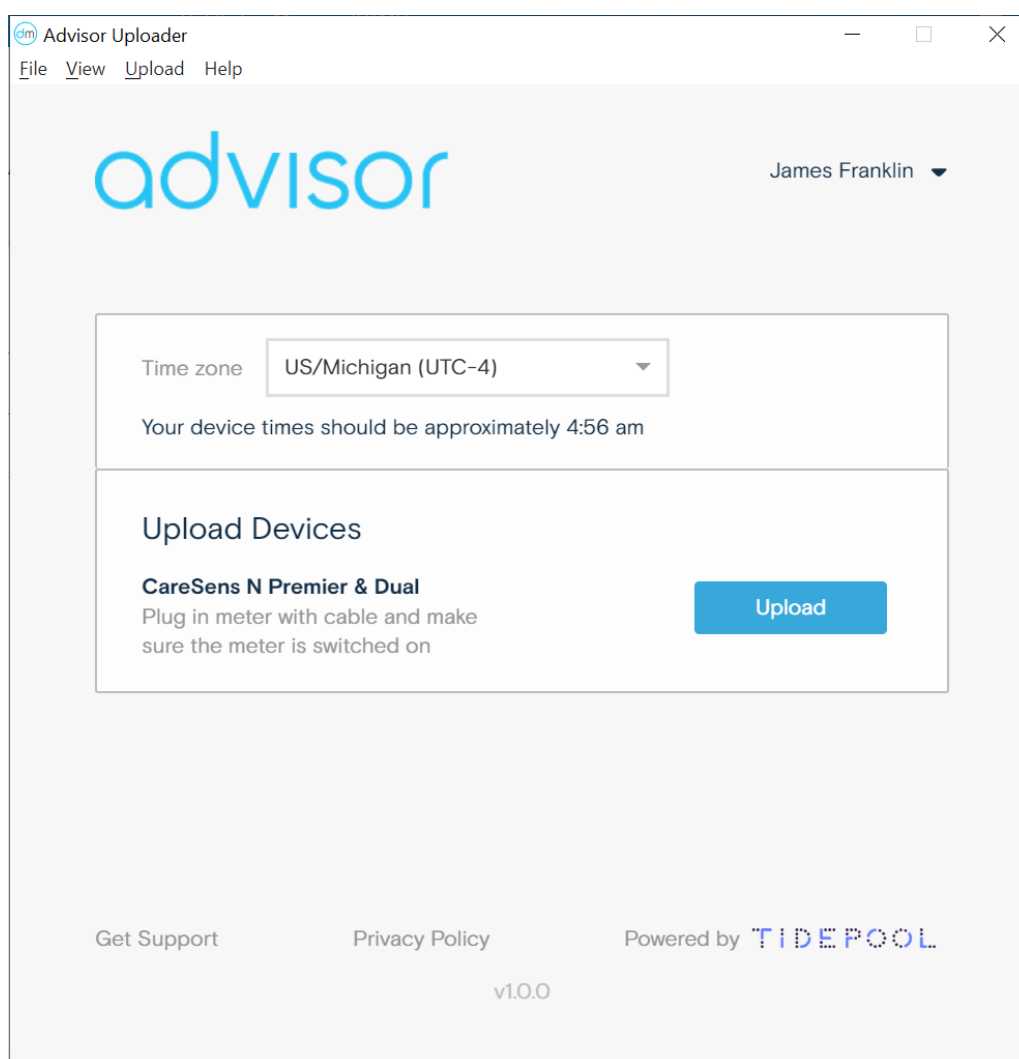 dm Advisor Uploader
File View Upload Help
advisor
James Franklin
Time zone US/Michigan (UTC-4)
Your device times should be approximately 4:56 am
Upload Devices
CareSens N Premier & Dual
Plug in meter with cable and make
sure the meter is switched on
Upload
Get Support Privacy Policy Powered by TIDEPOOL
v1.0.0